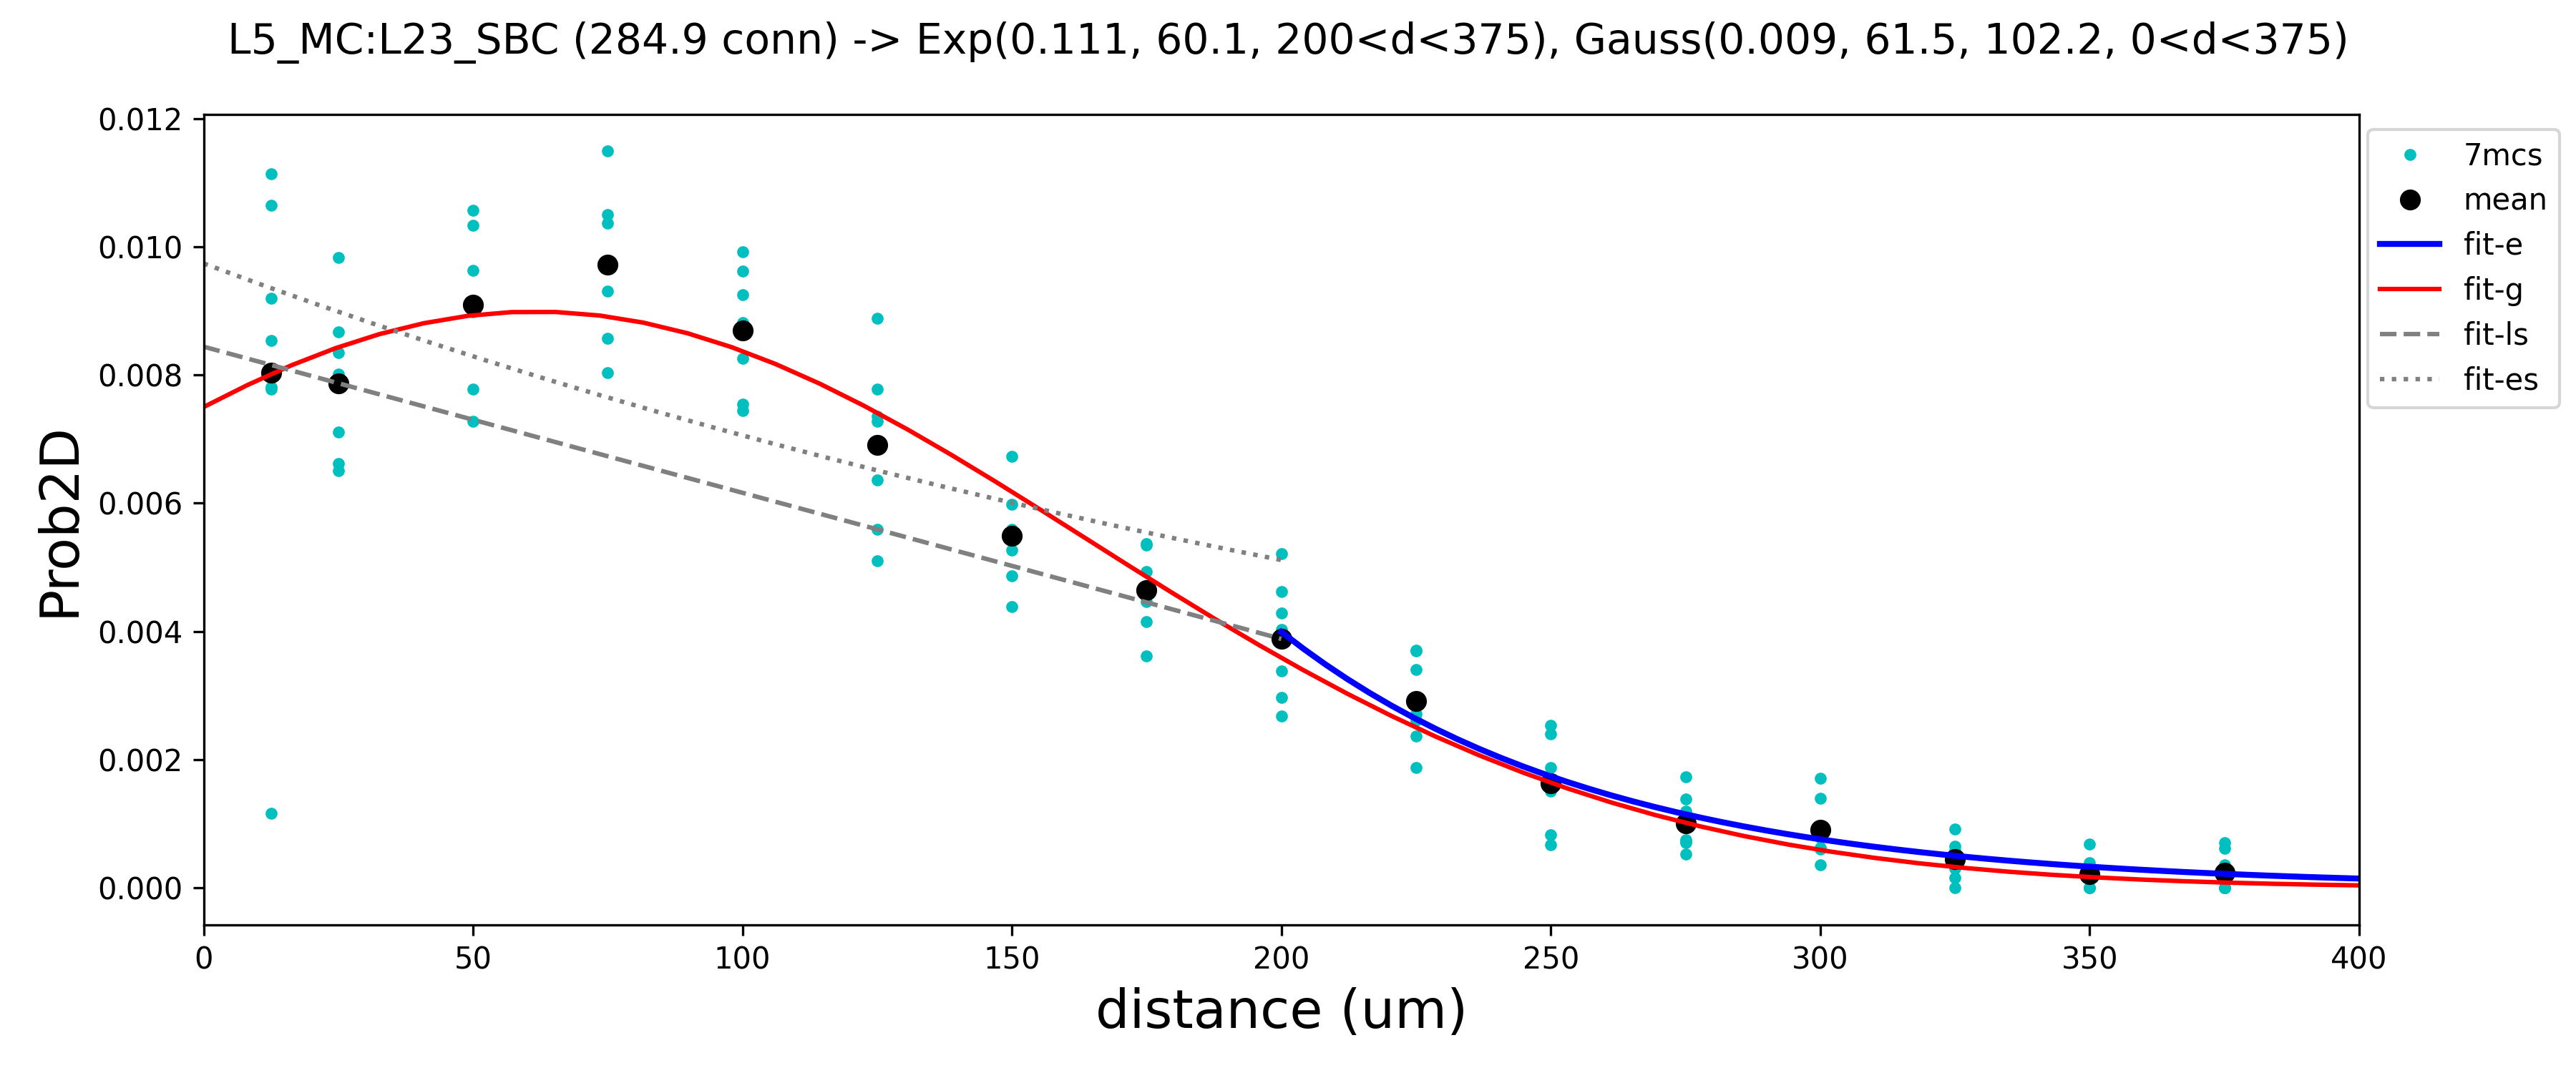 L5_MC:L23_SBC (284.9 conn) -> Exp(0.111, 60.1, 200<d<375), Gauss(0.009, 61.5, 102.2, 0<d<375)
0.012
0.010
0.008
0.006
0.004
0.002
0.000
Prob2D
0 50 100 150 200 250 300 350 400
distance (um)
7mcs
mean
fit-e
fit-g
fit-ls
fit-es